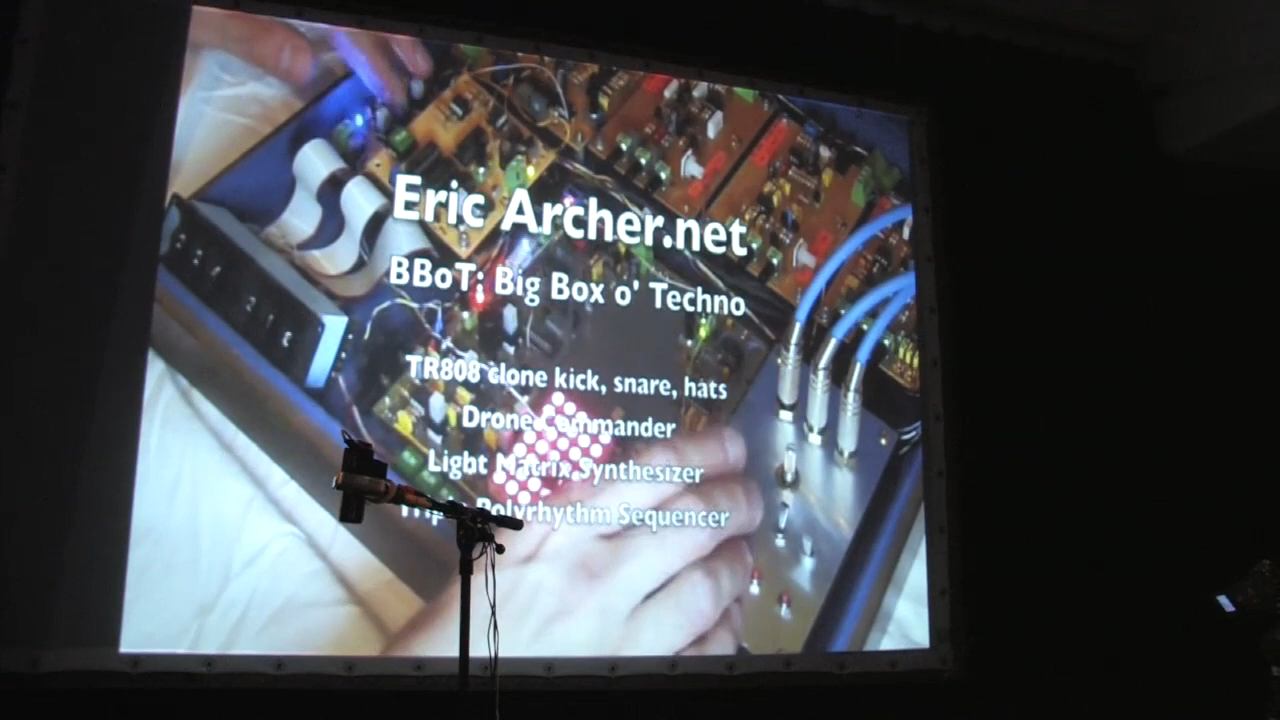 Eric Archer.net
BBoT: Big Box o' Techno
TR808 clone kick, snare, hats
Drone Commander
Light Matrix Synthesizer
Polyrhythm Sequencer